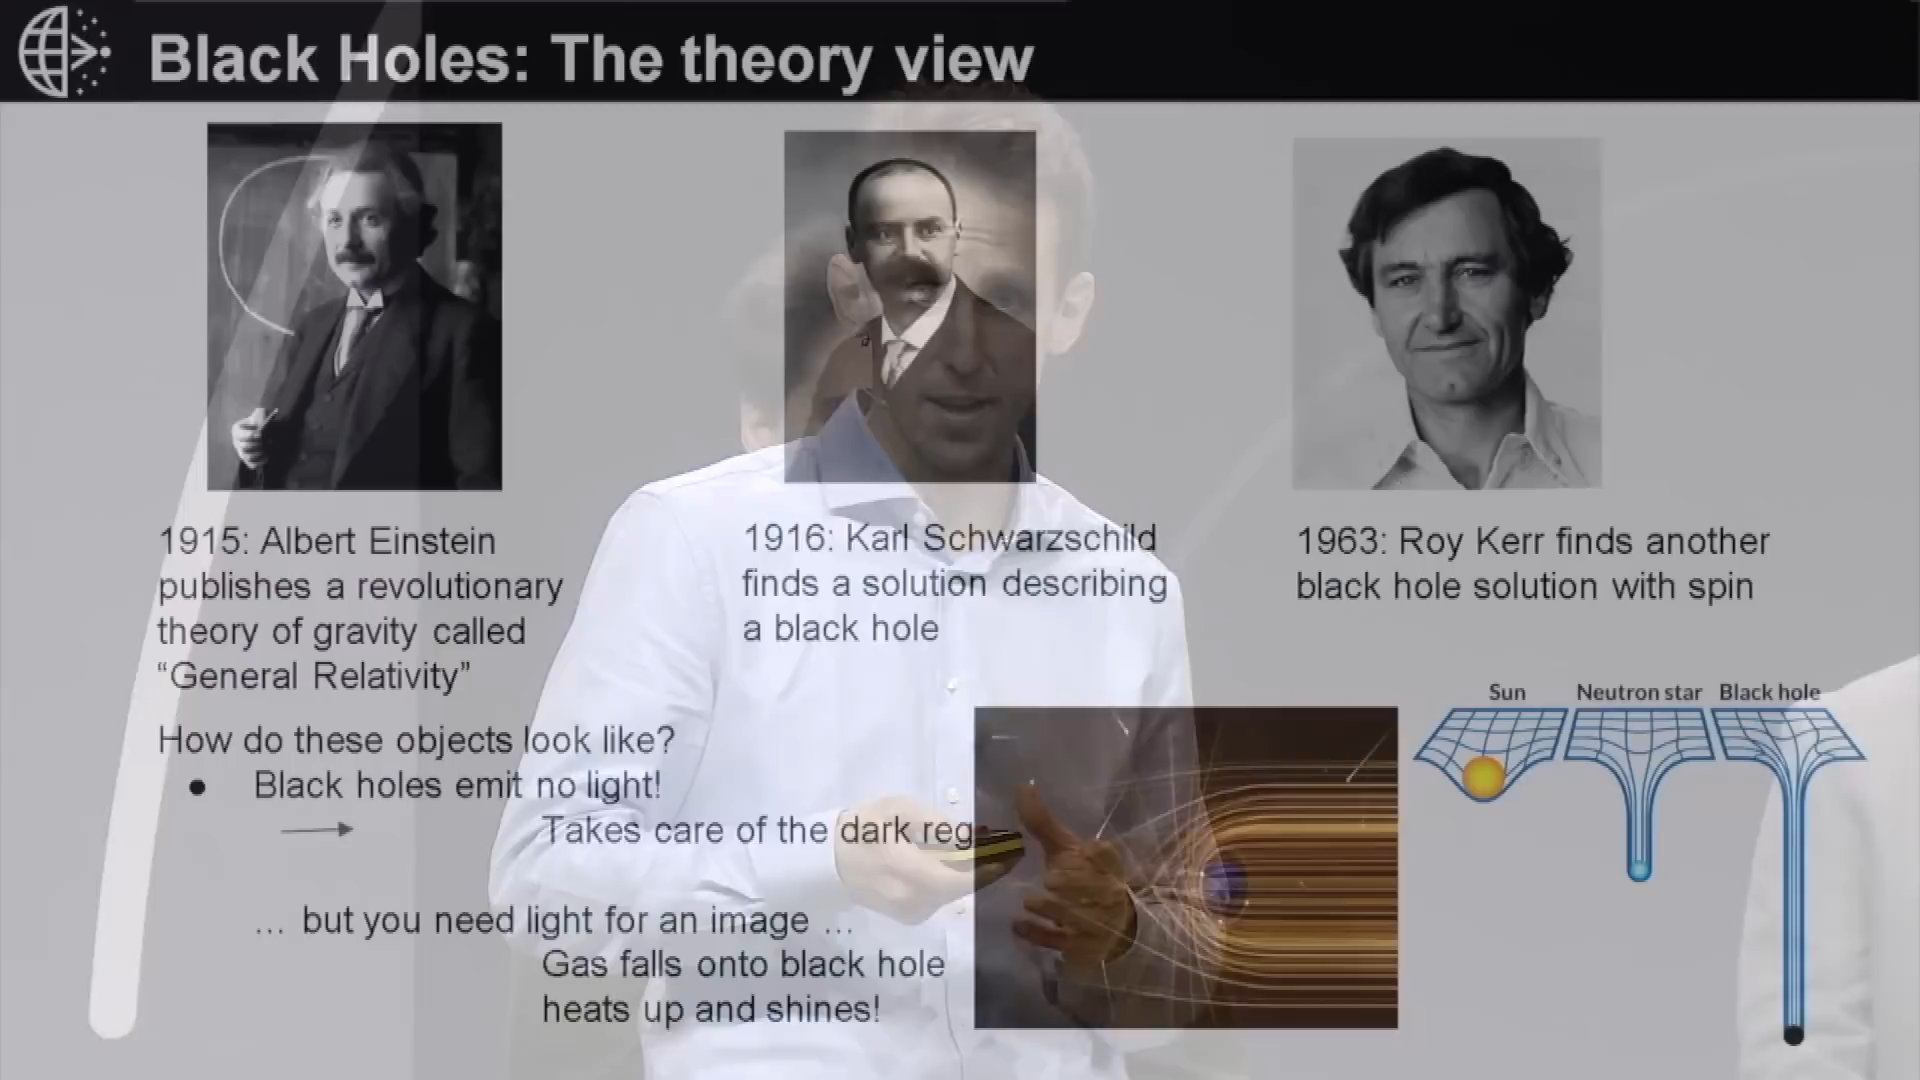 Black Holes: The theory view
1915: Albert Einstein
publishes a revolutionary
theory of gravity called
“General Relativity”
1916: Karl Schwarzschild
finds a solution describing
a black hole
1963: Roy Kerr finds another
black hole solution with spin
Sun
Neutron star
Black hole
How do these objects look like?
● Black holes emit no light!
Takes care of the dark reg
... but you need light for an image ...
Gas falls onto black hole
heats up and shines!